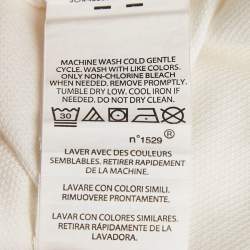 MACHINE WASH COLD GENTLE
CYCLE. WASH WITH LIKE COLORS.
ONLY NON-CHLORINE BLEACH
WHEN NEEDED. REMOVE PROMPTLY.
TUMBLE DRY LOW. COOL IRON IF
NEEDED. DO NOT DRY CLEAN.
30
n°1529 ®
LAVER AVEC DES COULEURS
SEMBLABLES. RETIRER RAPIDEMENT
DE LA MACHINE.
LAVARE CON COLORI SIMILI.
RIMUOVERE PRONTAMENTE.
LAVAR CON COLORES SIMILARES.
RETIRAR RÁPIDAMENTE DE LA
LAVADORA.